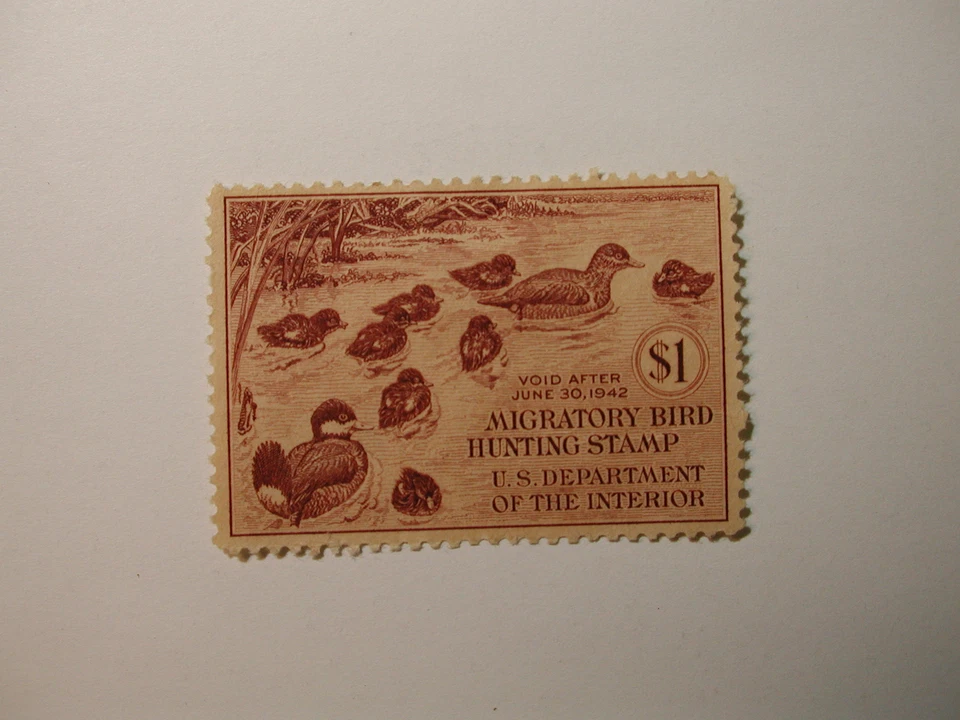 $1
VOID AFTER
JUNE 30, 1942
MIGRATORY BIRD
HUNTING STAMP
U. S. DEPARTMENT
OF THE INTERIOR